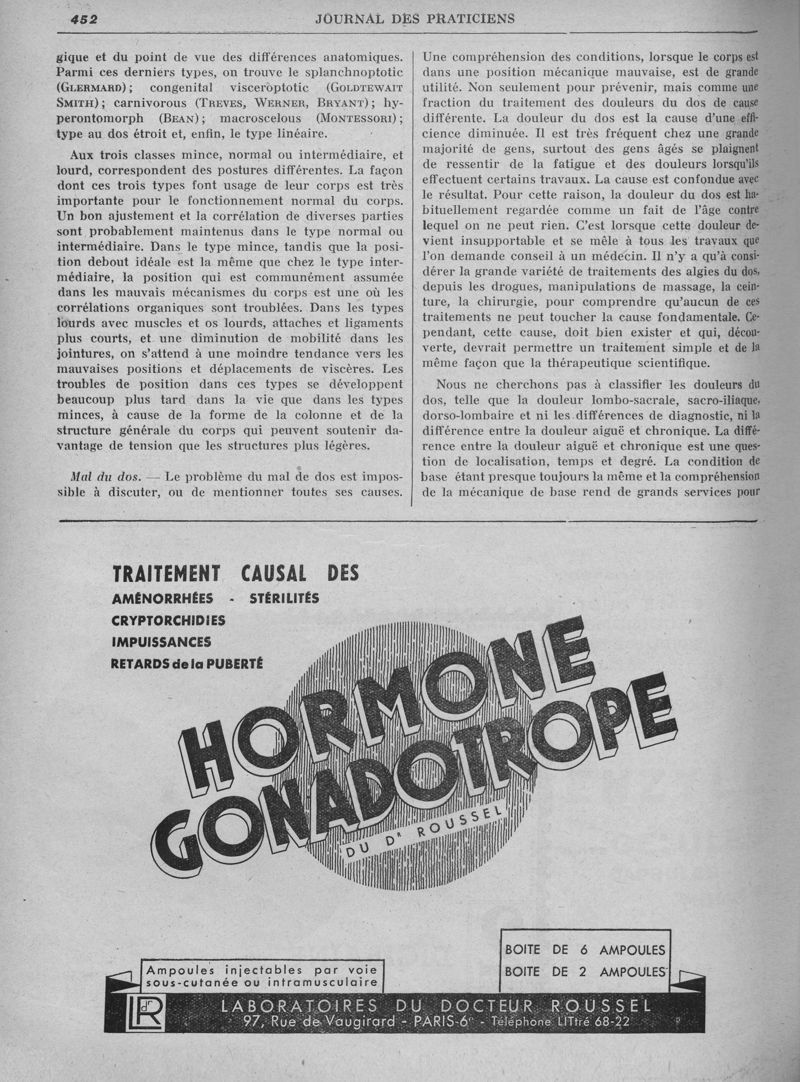 452
JOURNAL DES PRATICIENS
gique et du point de vue des différences anatomiques.
Parmi ces derniers types, on trouve le splanchnoptotic
(GLERMARD) ; congenital visceroptotic (GOLDTEWAIT
SMITH) ; carnivorous (TREVES, WERNER, BRYANT) ; hy-
perontomorph (BEAN) ; macroscelous (MONTESSORI) ;
type au dos étroit et, enfin, le type linéaire.
Aux trois classes mince, normal ou intermédiaire, et
lourd, correspondent des postures différentes. La façon
dont ces trois types font usage de leur corps est très
importante pour le fonctionnement normal du corps.
Un bon ajustement et la corrélation de diverses parties
sont probablement maintenus dans le type normal ou
intermédiaire. Dans le type mince, tandis que la posi-
tion debout idéale est la même que chez le type inter-
médiaire, la position qui est communément assumée
dans les mauvais mécanismes du corps est une où les
corrélations organiques sont troublées. Dans les types
lourds avec muscles et os lourds, attaches et ligaments
plus courts, et une diminution de mobilité dans les
jointures, on s'attend à une moindre tendance vers les
mauvaises positions et déplacements de viscères. Les
troubles de position dans ces types se développent
beaucoup plus tard dans la vie que dans les types
minces, à cause de la forme de la colonne et de la
structure générale du corps qui peuvent soutenir da-
vantage de tension que les structures plus légères.
Mal du dos. — Le problème du mal de dos est impos-
sible à discuter, ou de mentionner toutes ses causes.
Une compréhension des conditions, lorsque le corps est
dans une position mécanique mauvaise, est de grande
utilité. Non seulement pour prévenir, mais comme une
fraction du traitement des douleurs du dos de cause
différente. La douleur du dos est la cause d'une effi-
cience diminuée. Il est très fréquent chez une grande
majorité de gens, surtout des gens âgés se plaignent
de ressentir de la fatigue et des douleurs lorsqu'ils
effectuent certains travaux. La cause est confondue avec
le résultat. Pour cette raison, la douleur du dos est ha-
bituellement regardée comme un fait de l'âge contre
lequel on ne peut rien. C'est lorsque cette douleur de-
vient insupportable et se mêle à tous les travaux que
l'on demande conseil à un médecin. Il n'y a qu'à consi-
dérer la grande variété de traitements des algies du dos,
depuis les drogues, manipulations de massage, la cein-
ture, la chirurgie, pour comprendre qu'aucun de ces
traitements ne peut toucher la cause fondamentale. Ce-
pendant, cette cause, doit bien exister et qui, décou-
verte, devrait permettre un traitement simple et de la
même façon que la thérapeutique scientifique.
Nous ne cherchons pas à classifier les douleurs du
dos, telle que la douleur lombo-sacrale, sacro-iliaque,
dorso-lombaire et ni les différences de diagnostic, ni la
différence entre la douleur aiguë et chronique. La diffé-
rence entre la douleur aiguë et chronique est une ques-
tion de localisation, temps et degré. La condition de
base étant presque toujours la même et la compréhension
de la mécanique de base rend de grands services pour
TRAITEMENT CAUSAL DES
AMÉNORRHÉES - STÉRILITÉS
CRYPTORCHIDIES
IMPUISSANCES
RETARDS de la PUBERTÉ
HORMONE
GONADOTROPE
DU Dr ROUSSEL
BOITE DE 6 AMPOULES
BOITE DE 2 AMPOULES
Ampoules injectables par voie
sous-cutanée ou intramusculaire
dr LR
LABORATOIRES DU DOCTEUR ROUSSEL
97, Rue de Vaugirard - PARIS-6e - Téléphone LITtré 68-22